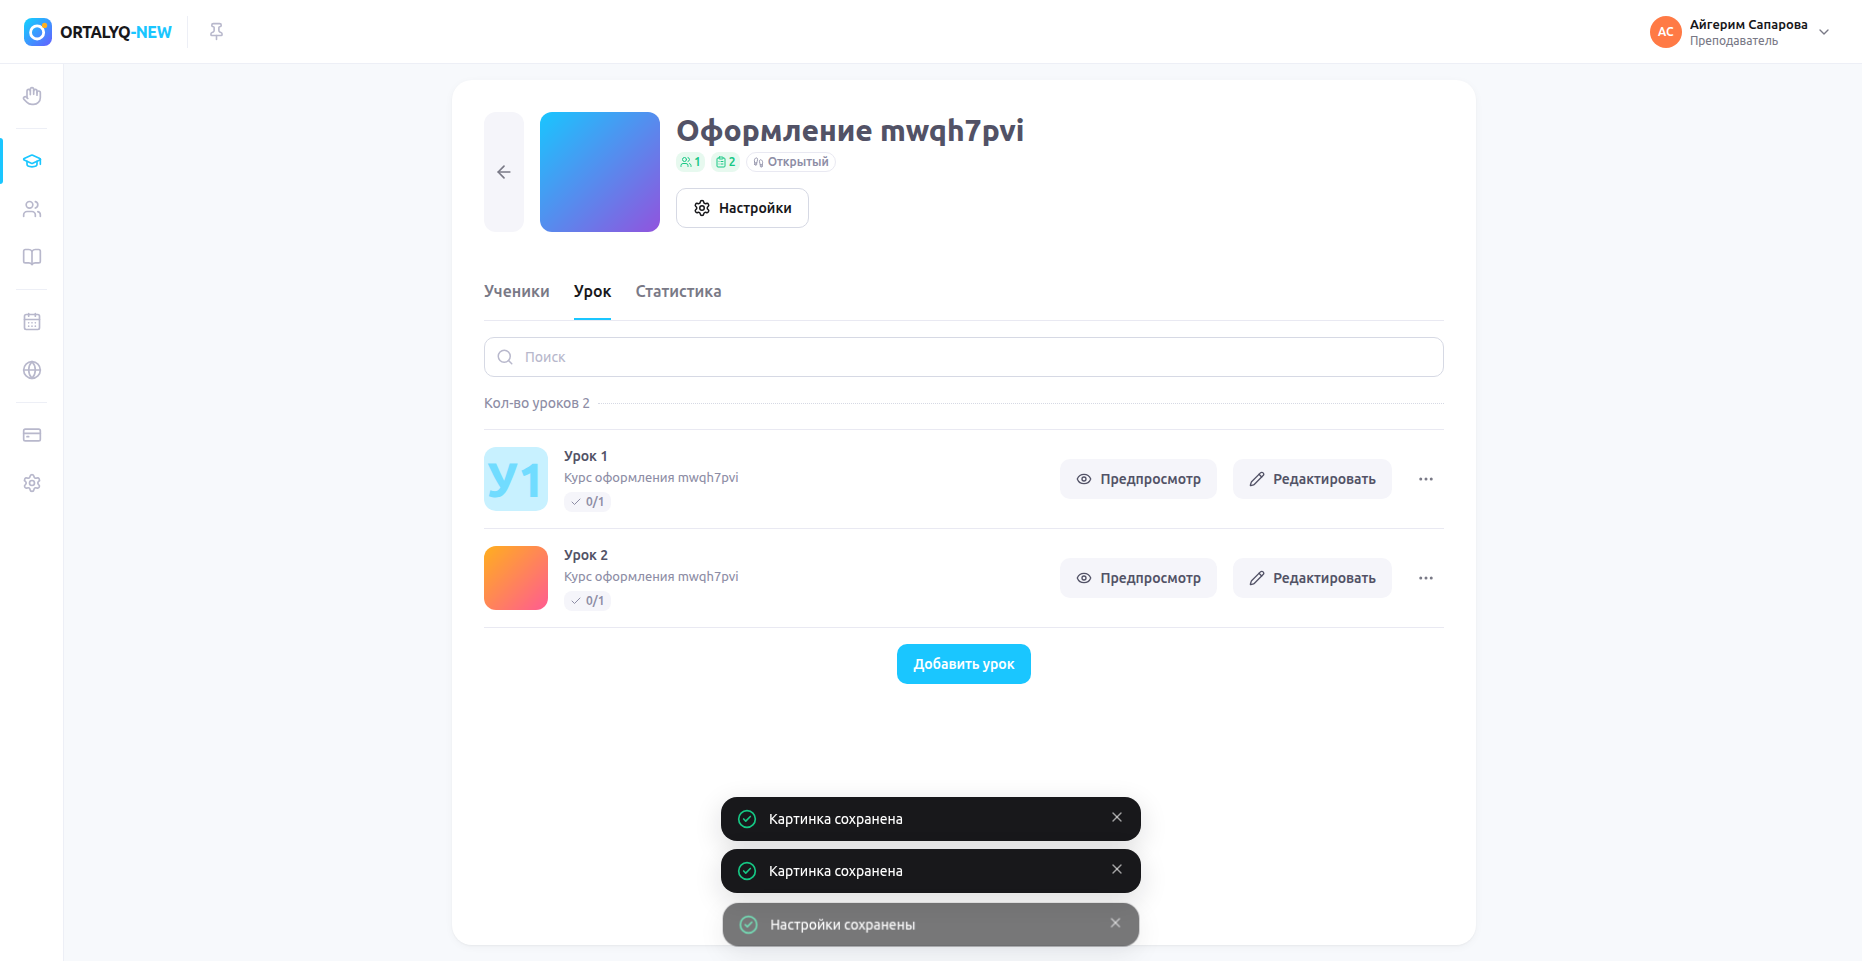 ORTALYQ-NEW
АС
Айгерим Сапарова
Преподаватель
Оформление mwqh7pvi
1
2
Открытый
Настройки
Ученики
Урок
Статистика
Поиск
Кол-во уроков 2
У1
Урок 1
Курс оформления mwqh7pvi
0/1
Предпросмотр
Редактировать
Урок 2
Курс оформления mwqh7pvi
0/1
Предпросмотр
Редактировать
Добавить урок
Картинка сохранена
Картинка сохранена
Настройки сохранены